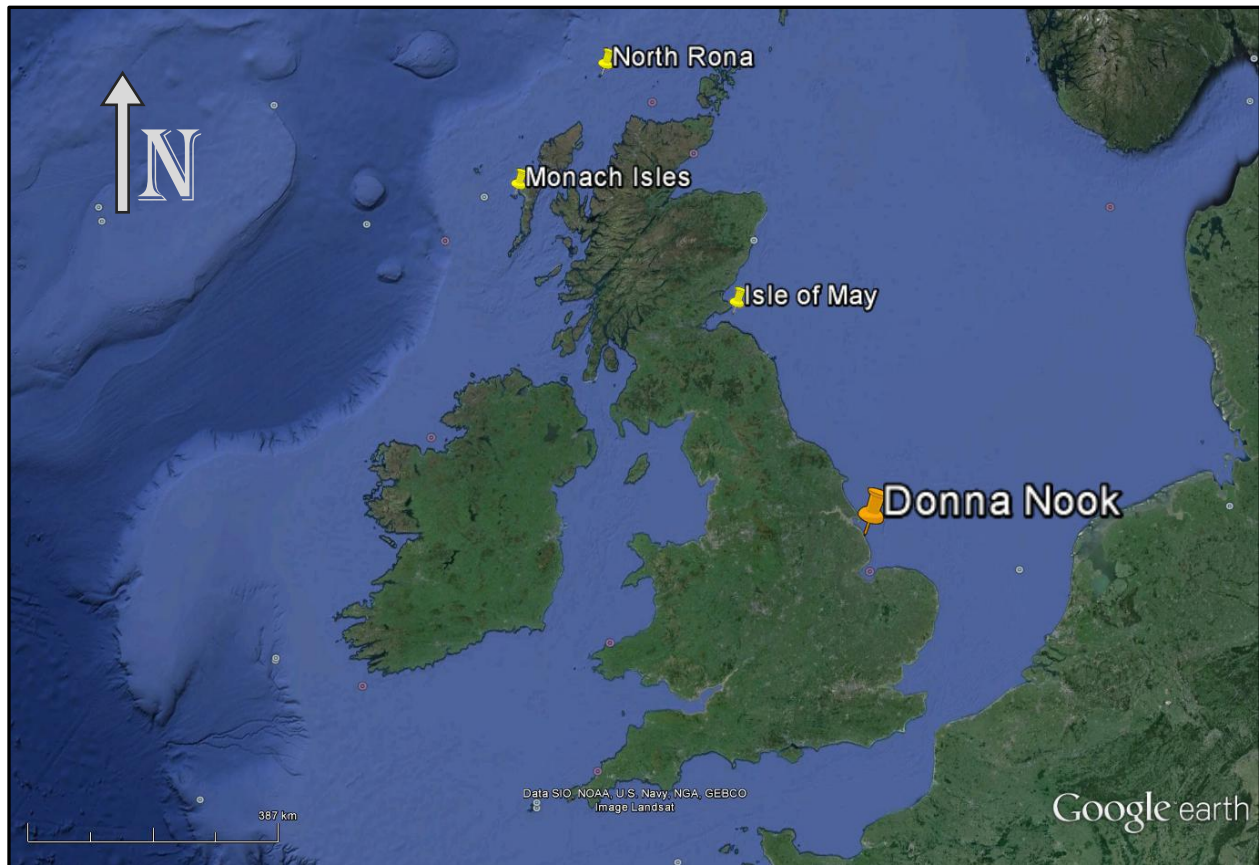 North Rona
N
Monach Isles
Isle of May
Donna Nook
Data SIO, NOAA, U.S. Navy, NGA, GEBCO
Image Landsat
387 km
Google earth